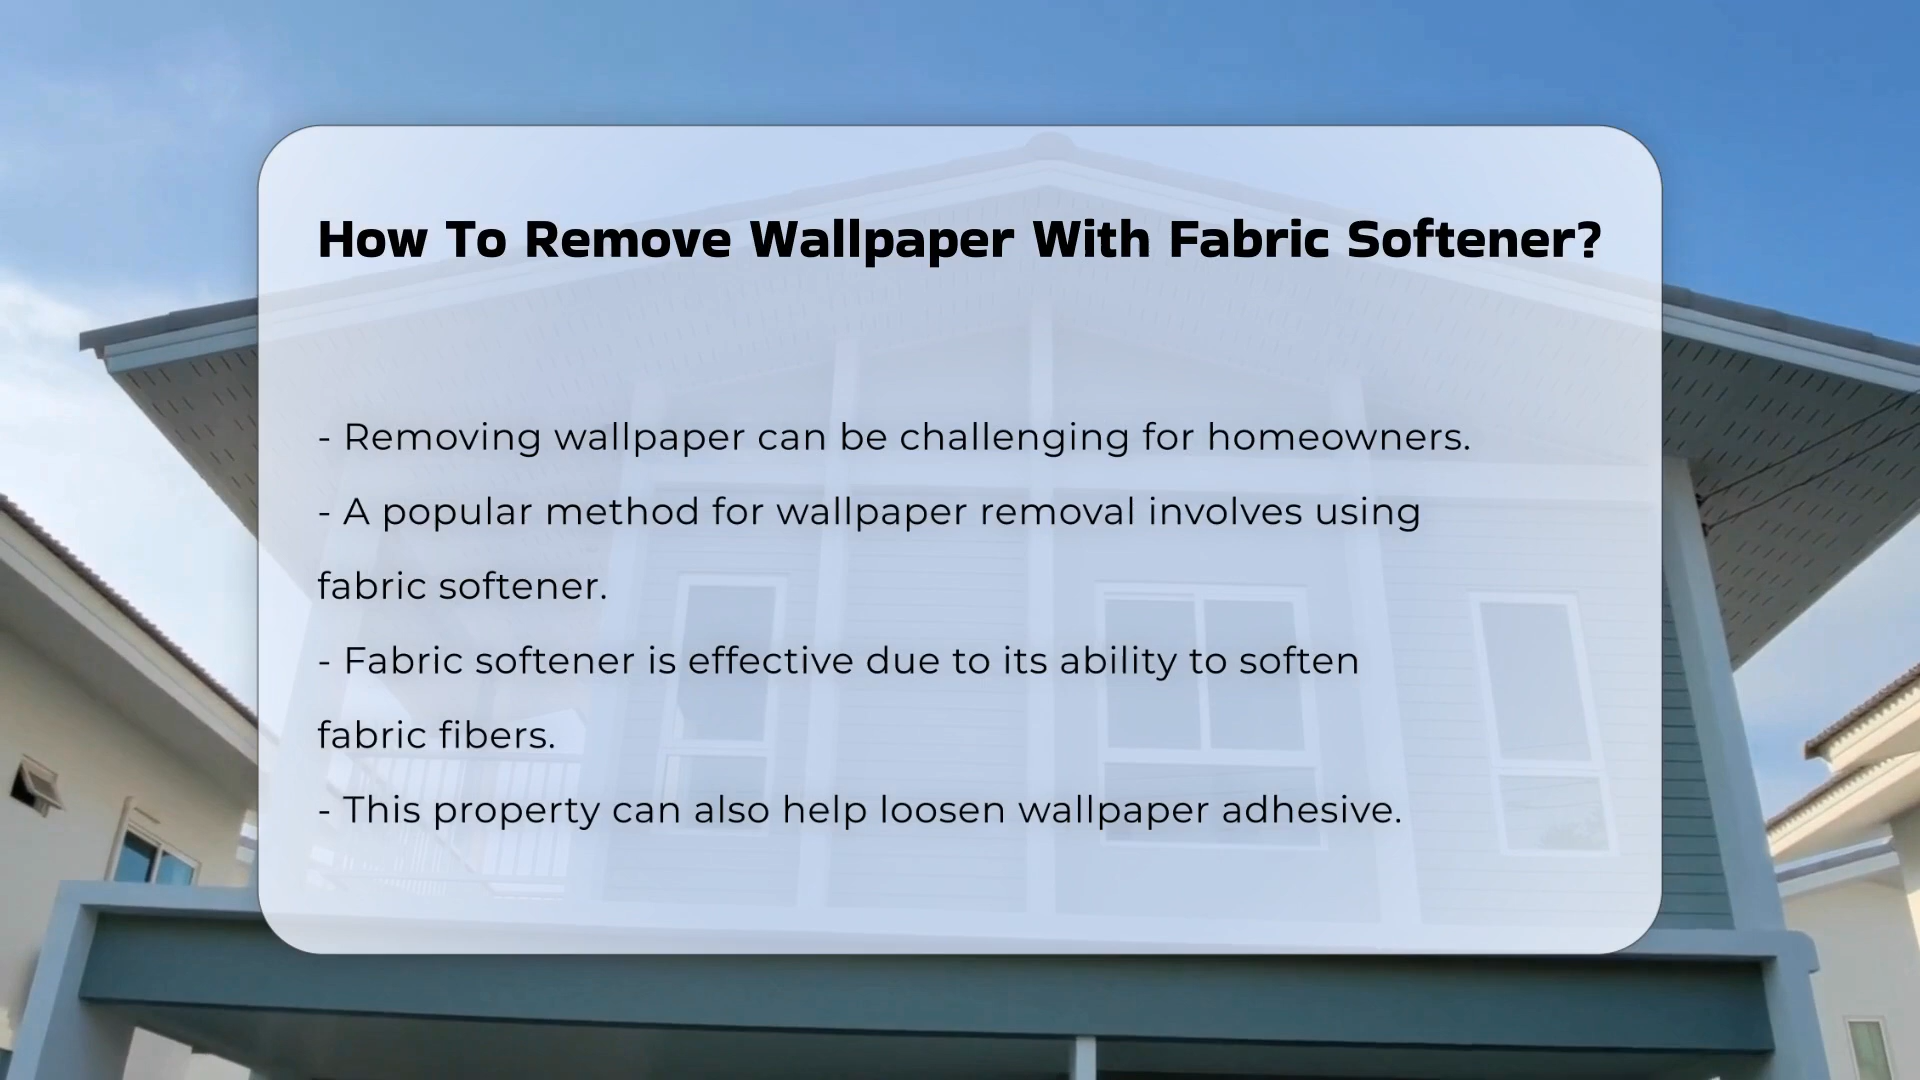 How To Remove Wallpaper With Fabric Softener?
- Removing wallpaper can be challenging for homeowners.
- A popular method for wallpaper removal involves using
fabric softener.
- Fabric softener is effective due to its ability to soften
fabric fibers.
- This property can also help loosen wallpaper adhesive.